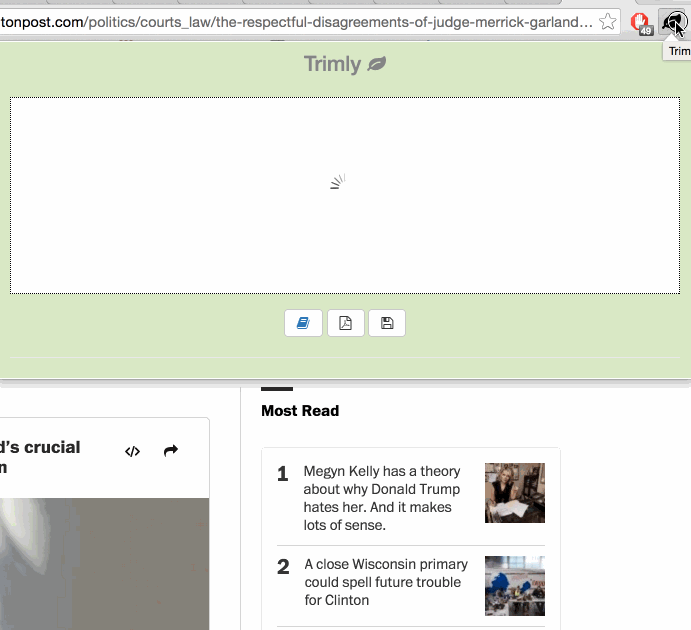 tonpost.com/politics/courts_law/the-respectful-disagreements-of-judge-merrick-garland...
49
Trim
Trimly
Most Read
d's crucial
n
1
Megyn Kelly has a theory
about why Donald Trump
hates her. And it makes
lots of sense.
2
A close Wisconsin primary
could spell future trouble
for Clinton